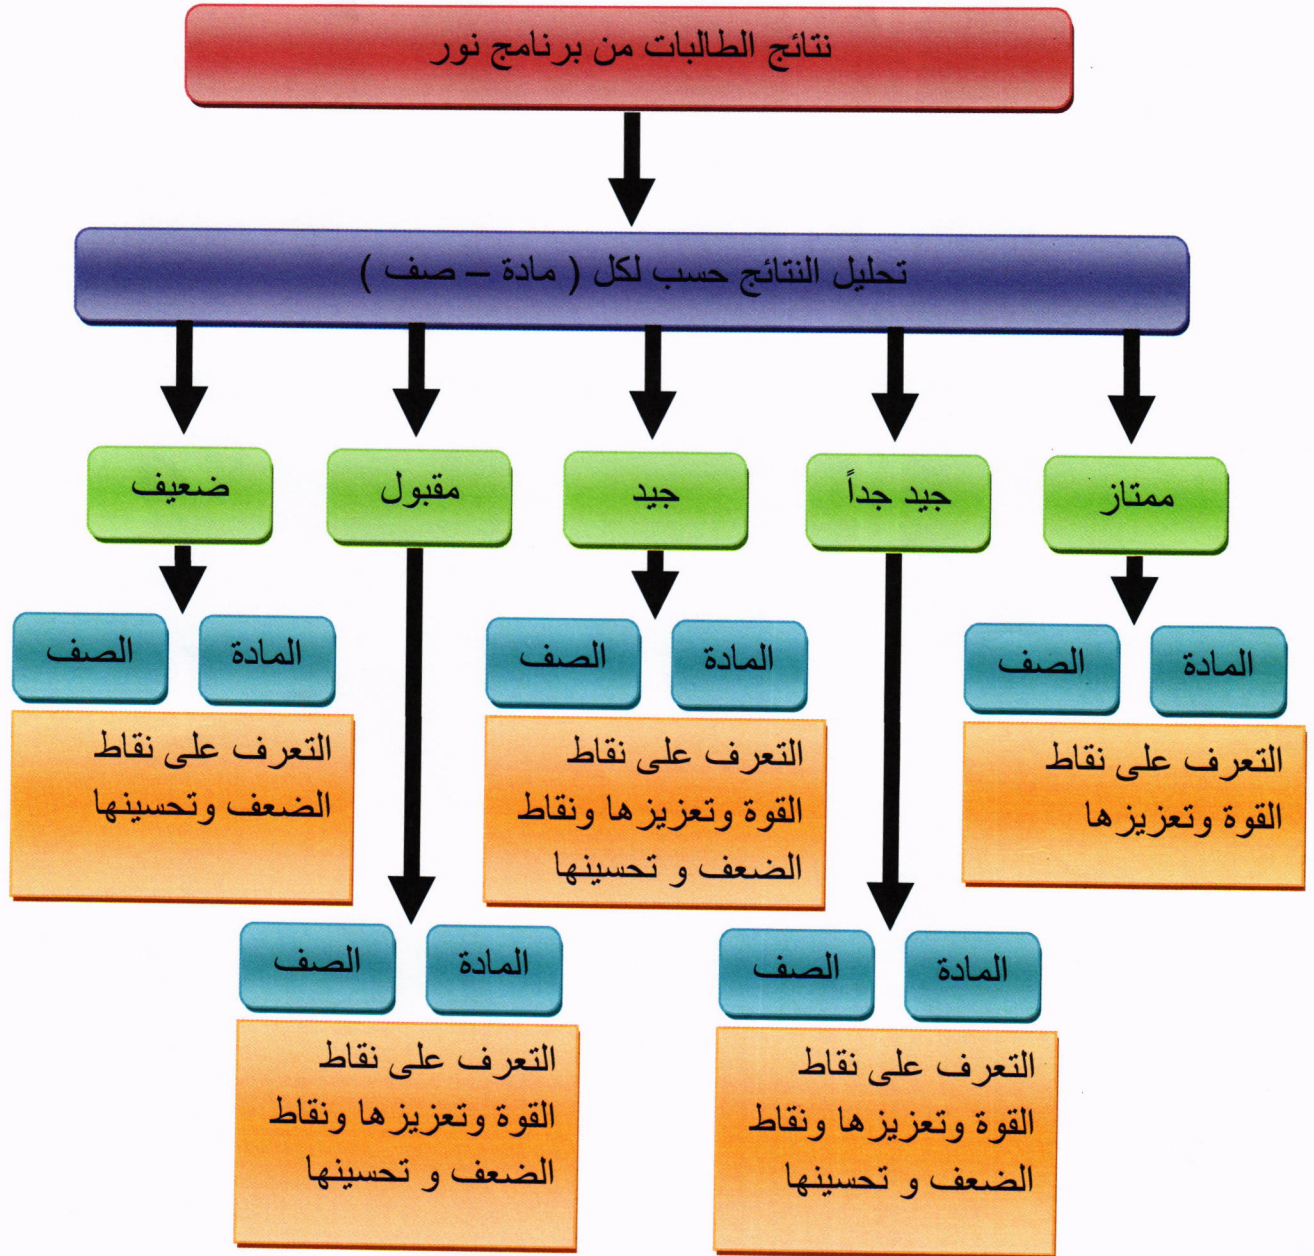 نتائج الطالبات من برنامج نور
تحليل النتائج حسب لكل ( مادة – صف )
ممتاز
جيد جداً
جيد
مقبول
ضعيف
المادة
الصف
المادة
الصف
المادة
الصف
التعرف على نقاط
القوة وتعزيزها
التعرف على نقاط
القوة وتعزيزها ونقاط
الضعف و تحسينها
التعرف على نقاط
الضعف وتحسينها
المادة
الصف
المادة
الصف
التعرف على نقاط
القوة وتعزيزها ونقاط
الضعف و تحسينها
التعرف على نقاط
القوة وتعزيزها ونقاط
الضعف و تحسينها